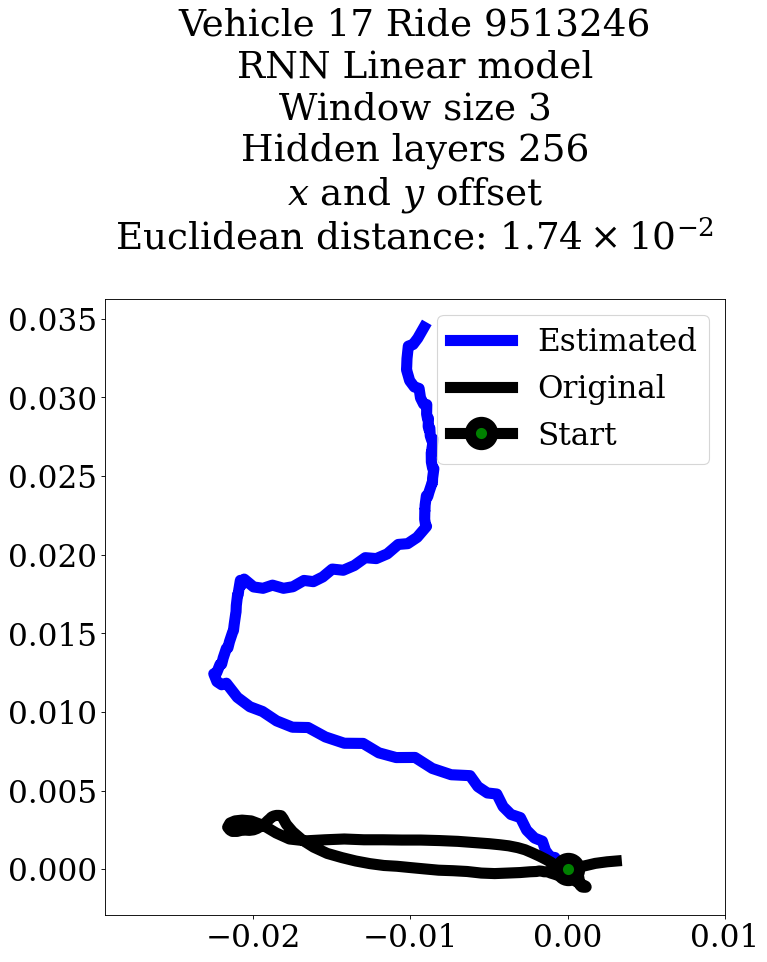 Vehicle 17 Ride 9513246
RNN Linear model
Window size 3
Hidden layers 256
x and y offset
Euclidean distance: 1.74 × 10⁻²
Estimated
Original
Start
0.035
0.030
0.025
0.020
0.015
0.010
0.005
0.000
−0.02 −0.01 0.00 0.01